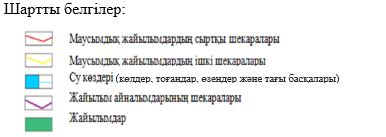 Шартты белгілер:
Маусымдық жайылымдардың сыртқы шекаралары
Маусымдық жайылымдардың ішкі шекаралары
Су көздері (көлдер, тоғандар, өзендер және тағы басқалары)
Жайылым айналымдарының шекаралары
Жайылымдар